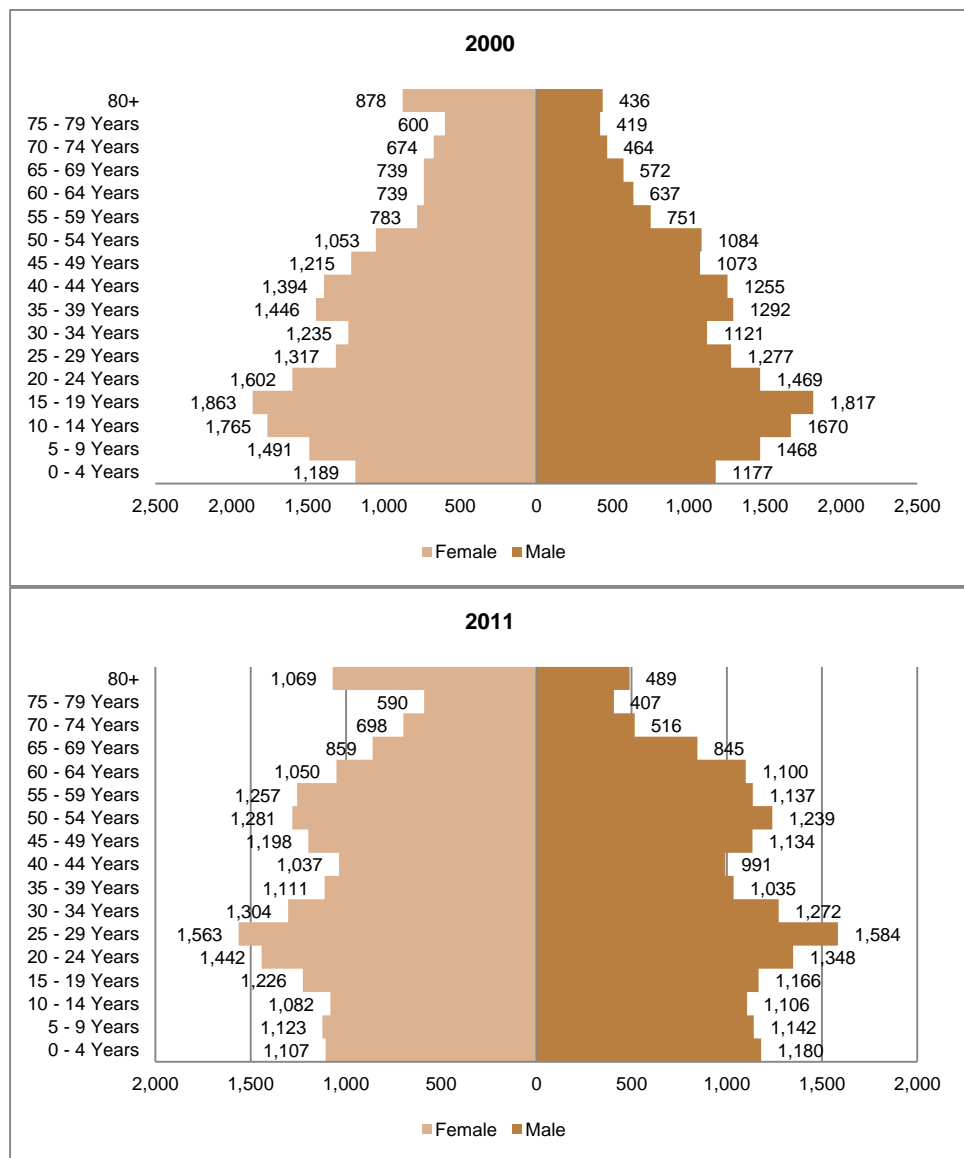 2000
80+ 878 436
75 - 79 Years 600 419
70 - 74 Years 674 464
65 - 69 Years 739 572
60 - 64 Years 739 637
55 - 59 Years 783 751
50 - 54 Years 1,053 1084
45 - 49 Years 1,215 1073
40 - 44 Years 1,394 1255
35 - 39 Years 1,446 1292
30 - 34 Years 1,235 1121
25 - 29 Years 1,317 1,277
20 - 24 Years 1,602 1,469
15 - 19 Years 1,863 1,817
10 - 14 Years 1,765 1670
5 - 9 Years 1,491 1468
0 - 4 Years 1,189 1177
2,500 2,000 1,500 1,000 500 0 500 1,000 1,500 2,000 2,500
Female Male
2011
80+ 1,069 489
75 - 79 Years 590 407
70 - 74 Years 698 516
65 - 69 Years 859 845
60 - 64 Years 1,050 1,100
55 - 59 Years 1,257 1,137
50 - 54 Years 1,281 1,239
45 - 49 Years 1,198 1,134
40 - 44 Years 1,037 991
35 - 39 Years 1,111 1,035
30 - 34 Years 1,304 1,272
25 - 29 Years 1,563 1,584
20 - 24 Years 1,442 1,348
15 - 19 Years 1,226 1,166
10 - 14 Years 1,082 1,106
5 - 9 Years 1,123 1,142
0 - 4 Years 1,107 1,180
2,000 1,500 1,000 500 0 500 1,000 1,500 2,000
Female Male